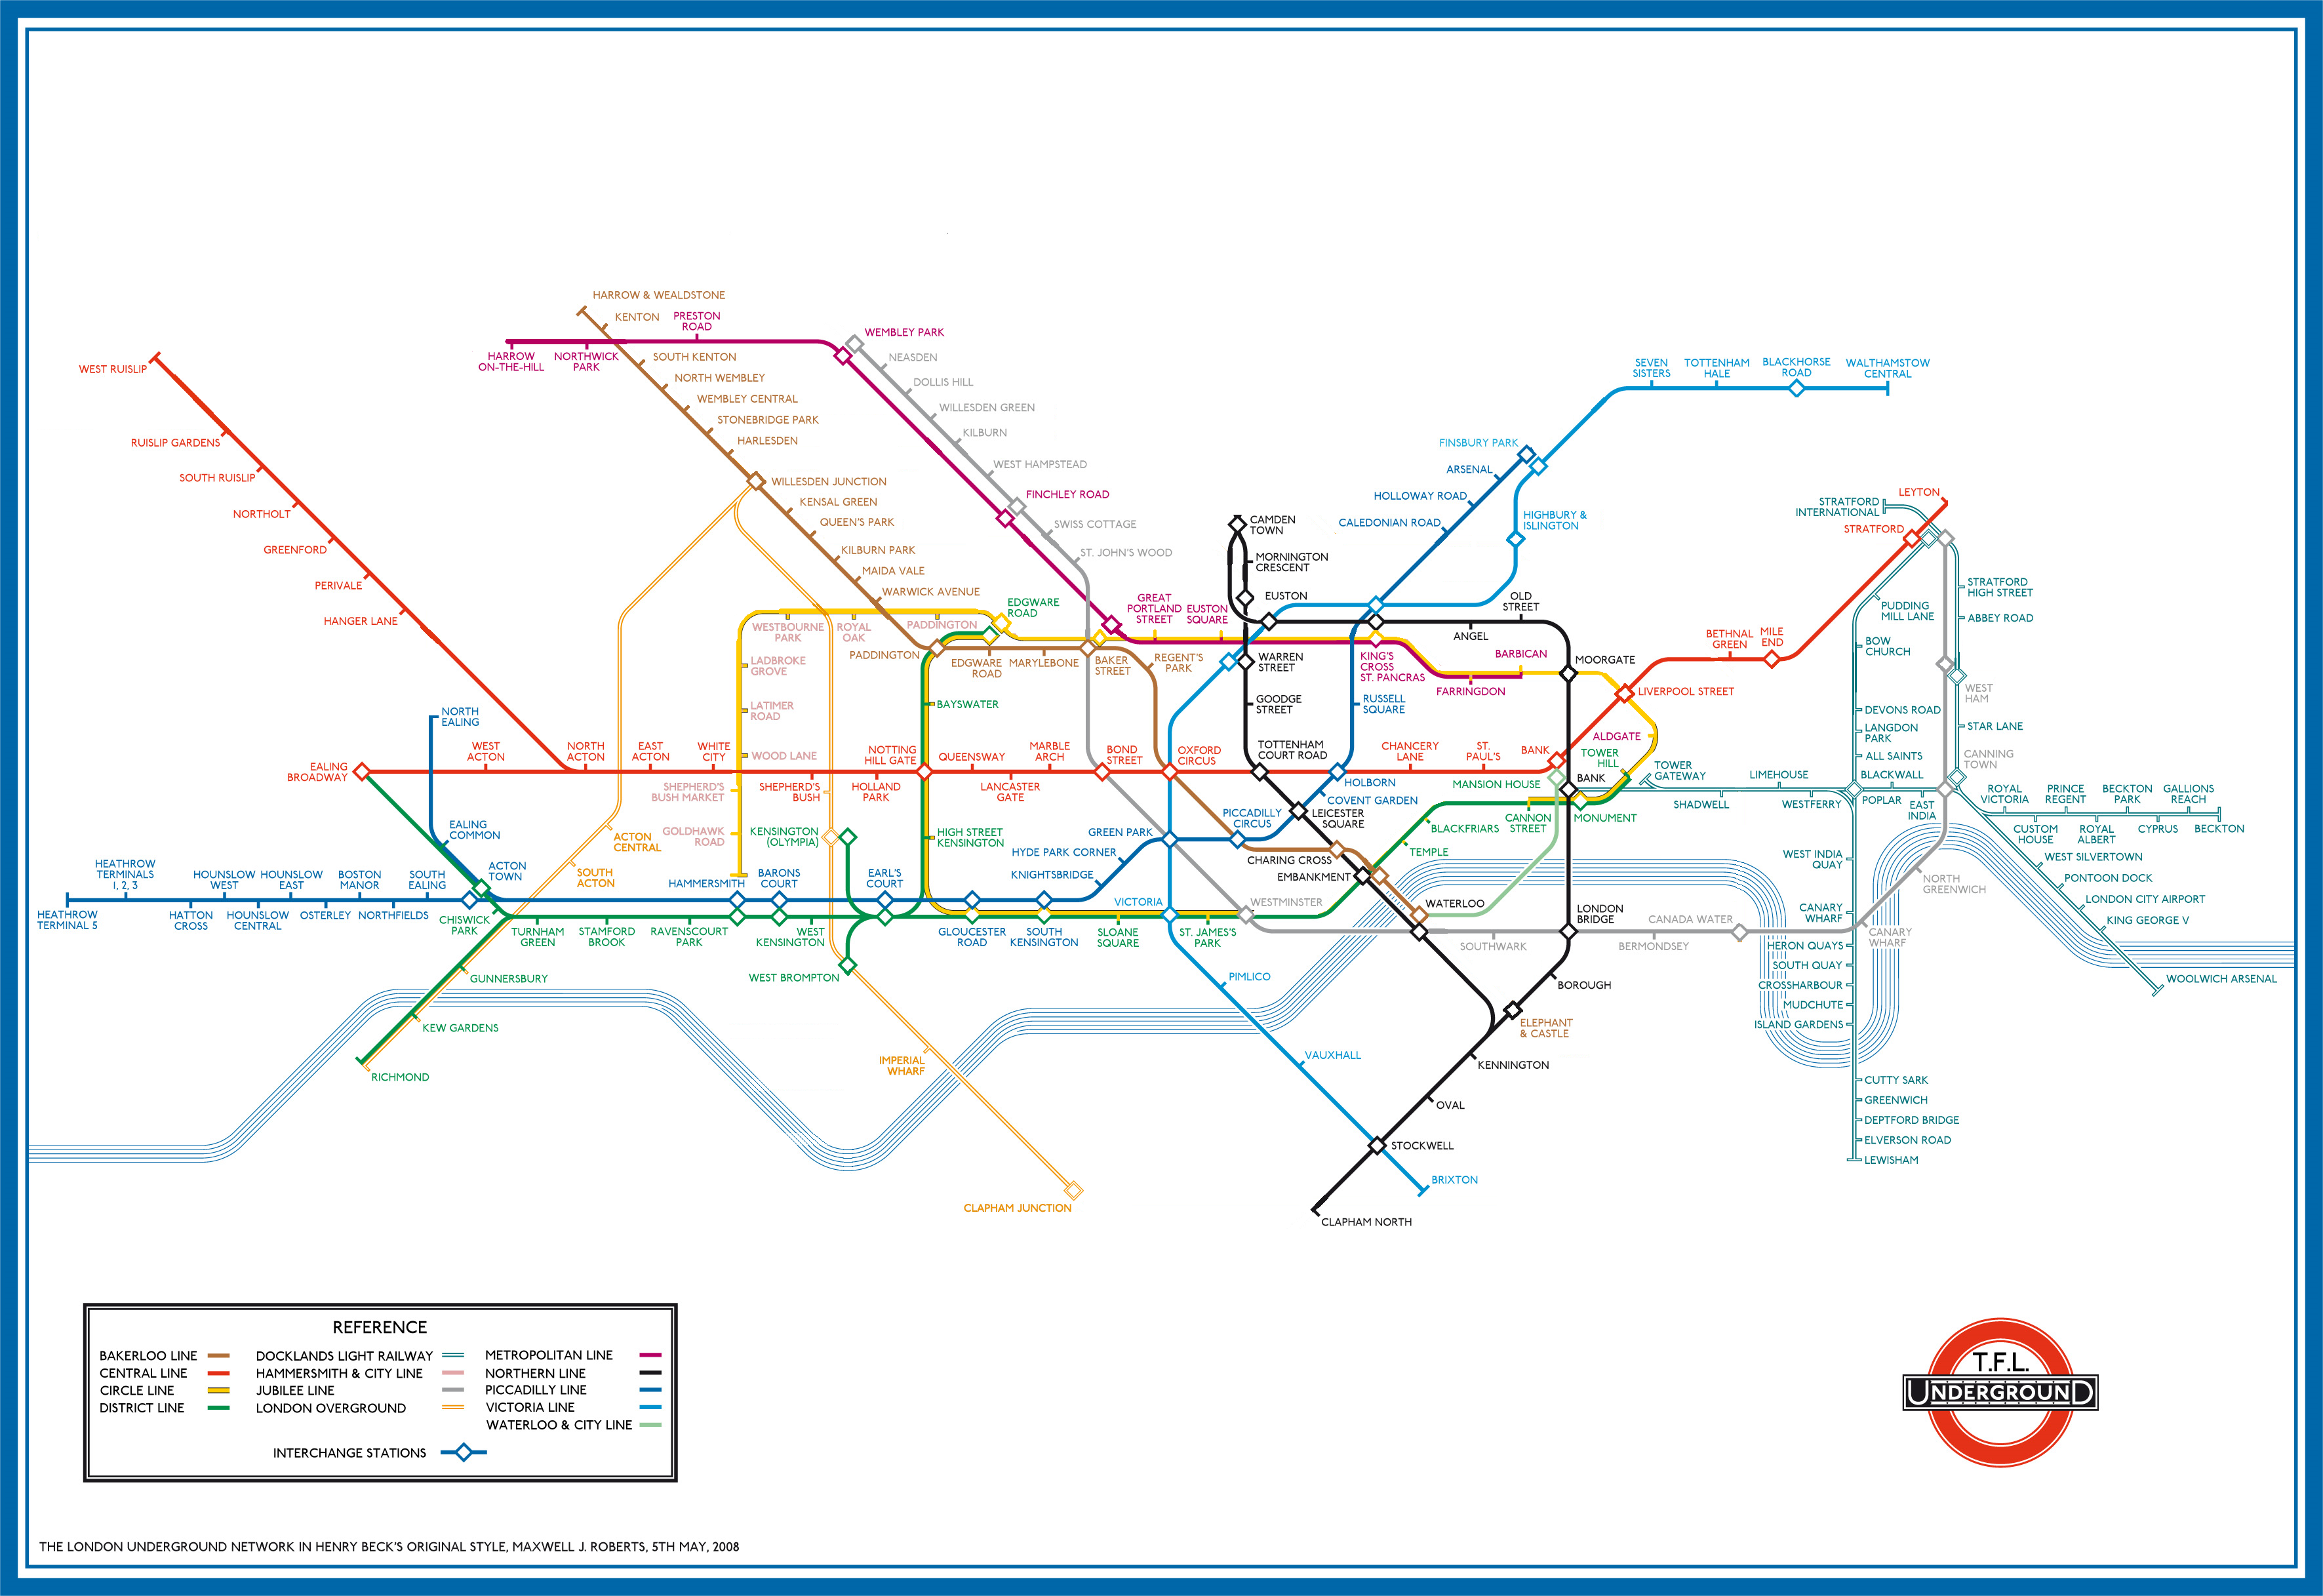 HARROW & WEALDSTONE
KENTON
PRESTON
ROAD
WEMBLEY PARK
HARROW
ON-THE-HILL
NORTHWICK
PARK
SOUTH KENTON
NORTH WEMBLEY
WEMBLEY CENTRAL
STONEBRIDGE PARK
HARLESDEN
WILLESDEN JUNCTION
KENSAL GREEN
QUEEN'S PARK
KILBURN PARK
MAIDA VALE
WARWICK AVENUE
NEASDEN
DOLLIS HILL
WILLESDEN GREEN
KILBURN
WEST HAMPSTEAD
FINCHLEY ROAD
SWISS COTTAGE
ST. JOHN'S WOOD
WEST RUISLIP
RUISLIP GARDENS
SOUTH RUISLIP
NORTHOLT
GREENFORD
PERIVALE
HANGER LANE
SEVEN
SISTERS
TOTTENHAM
HALE
BLACKHORSE
ROAD
WALTHAMSTOW
CENTRAL
FINSBURY PARK
ARSENAL
HOLLOWAY ROAD
CALEDONIAN ROAD
HIGHBURY &
ISLINGTON
CAMDEN
TOWN
MORNINGTON
CRESCENT
EUSTON
OLD
STREET
ANGEL
LEYTON
STRATFORD
INTERNATIONAL
STRATFORD
STRATFORD
HIGH STREET
ABBEY ROAD
PUDDING
MILL LANE
BOW
CHURCH
WEST
HAM
DEVONS ROAD
LANGDON
PARK
ALL SAINTS
STAR LANE
CANNING
TOWN
EDGWARE
ROAD
GREAT
PORTLAND
STREET
EUSTON
SQUARE
WESTBOURNE
PARK
ROYAL
OAK
PADDINGTON
PADDINGTON
EDGWARE
ROAD
MARYLEBONE
BAKER
STREET
REGENT'S
PARK
WARREN
STREET
KING'S
CROSS
ST. PANCRAS
BARBICAN
FARRINGDON
MOORGATE
BETHNAL
GREEN
MILE
END
LIVERPOOL STREET
LADBROKE
GROVE
LATIMER
ROAD
WOOD LANE
BAYSWATER
GOODGE
STREET
RUSSELL
SQUARE
ALDGATE
NORTH
EALING
EALING
BROADWAY
WEST
ACTON
NORTH
ACTON
EAST
ACTON
WHITE
CITY
NOTTING
HILL GATE
QUEENSWAY
MARBLE
ARCH
BOND
STREET
OXFORD
CIRCUS
TOTTENHAM
COURT ROAD
HOLBORN
CHANCERY
LANE
ST.
PAUL'S
BANK
TOWER
HILL
SHEPHERD'S
BUSH MARKET
SHEPHERD'S
BUSH
HOLLAND
PARK
LANCASTER
GATE
COVENT GARDEN
MANSION HOUSE
BANK
TOWER
GATEWAY
SHADWELL
LIMEHOUSE
WESTFERRY
POPLAR
BLACKWALL
EAST
INDIA
ROYAL
VICTORIA
PRINCE
REGENT
BECKTON
PARK
GALLIONS
REACH
CUSTOM
HOUSE
ROYAL
ALBERT
CYPRUS
BECKTON
EALING
COMMON
ACTON
CENTRAL
GOLDHAWK
ROAD
KENSINGTON
(OLYMPIA)
HIGH STREET
KENSINGTON
GREEN PARK
PICCADILLY
CIRCUS
LEICESTER
SQUARE
BLACKFRIARS
CANNON
STREET
MONUMENT
HYDE PARK CORNER
KNIGHTSBRIDGE
CHARING CROSS
EMBANKMENT
TEMPLE
WEST INDIA
QUAY
WEST SILVERTOWN
PONTOON DOCK
LONDON CITY AIRPORT
KING GEORGE V
WOOLWICH ARSENAL
NORTH
GREENWICH
HEATHROW
TERMINALS
1, 2, 3
HEATHROW
TERMINAL 5
HATTON
CROSS
HOUNSLOW
WEST
HOUNSLOW
CENTRAL
HOUNSLOW
EAST
OSTERLEY
BOSTON
MANOR
NORTHFIELDS
SOUTH
EALING
ACTON
TOWN
SOUTH
ACTON
CHISWICK
PARK
TURNHAM
GREEN
STAMFORD
BROOK
RAVENSCOURT
PARK
HAMMERSMITH
BARONS
COURT
WEST
KENSINGTON
EARL'S
COURT
WEST BROMPTON
GLOUCESTER
ROAD
SOUTH
KENSINGTON
SLOANE
SQUARE
VICTORIA
ST. JAMES'S
PARK
WESTMINSTER
WATERLOO
SOUTHWARK
LONDON
BRIDGE
BERMONDSEY
CANADA WATER
CANARY
WHARF
CANARY
WHARF
HERON QUAYS
SOUTH QUAY
CROSSHARBOUR
MUDCHUTE
ISLAND GARDENS
CUTTY SARK
GREENWICH
DEPTFORD BRIDGE
ELVERSON ROAD
LEWISHAM
GUNNERSBURY
KEW GARDENS
RICHMOND
IMPERIAL
WHARF
CLAPHAM JUNCTION
PIMLICO
VAUXHALL
BOROUGH
ELEPHANT
& CASTLE
KENNINGTON
OVAL
STOCKWELL
BRIXTON
CLAPHAM NORTH
REFERENCE
BAKERLOO LINE
CENTRAL LINE
CIRCLE LINE
DISTRICT LINE
DOCKLANDS LIGHT RAILWAY
HAMMERSMITH & CITY LINE
JUBILEE LINE
LONDON OVERGROUND
METROPOLITAN LINE
NORTHERN LINE
PICCADILLY LINE
VICTORIA LINE
WATERLOO & CITY LINE
INTERCHANGE STATIONS
T.F.L.
UNDERGROUND
THE LONDON UNDERGROUND NETWORK IN HENRY BECK'S ORIGINAL STYLE, MAXWELL J. ROBERTS, 5TH MAY, 2008